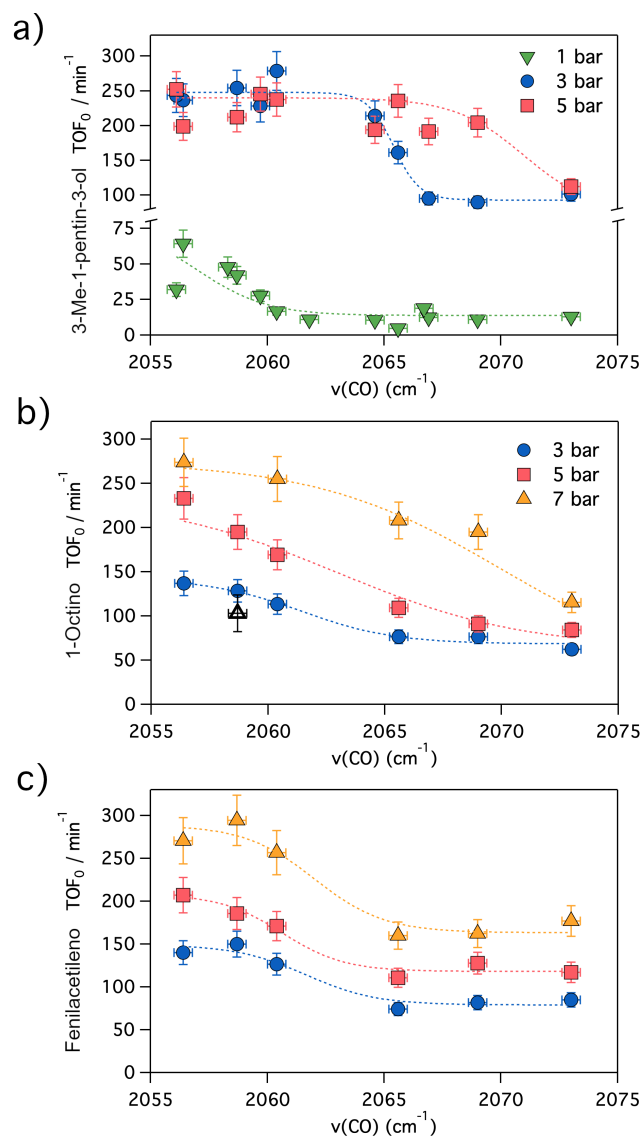 a)
3-Me-1-pentin-3-ol TOF₀ / min⁻¹
300
250
200
150
100
75
50
25
0
1 bar
3 bar
5 bar
2055 2060 2065 2070 2075
ν(CO) (cm⁻¹)
b)
1-Octino TOF₀ / min⁻¹
300
250
200
150
100
50
0
3 bar
5 bar
7 bar
2055 2060 2065 2070 2075
ν(CO) (cm⁻¹)
c)
Fenilacetileno TOF₀ / min⁻¹
300
250
200
150
100
50
0
2055 2060 2065 2070 2075
ν(CO) (cm⁻¹)